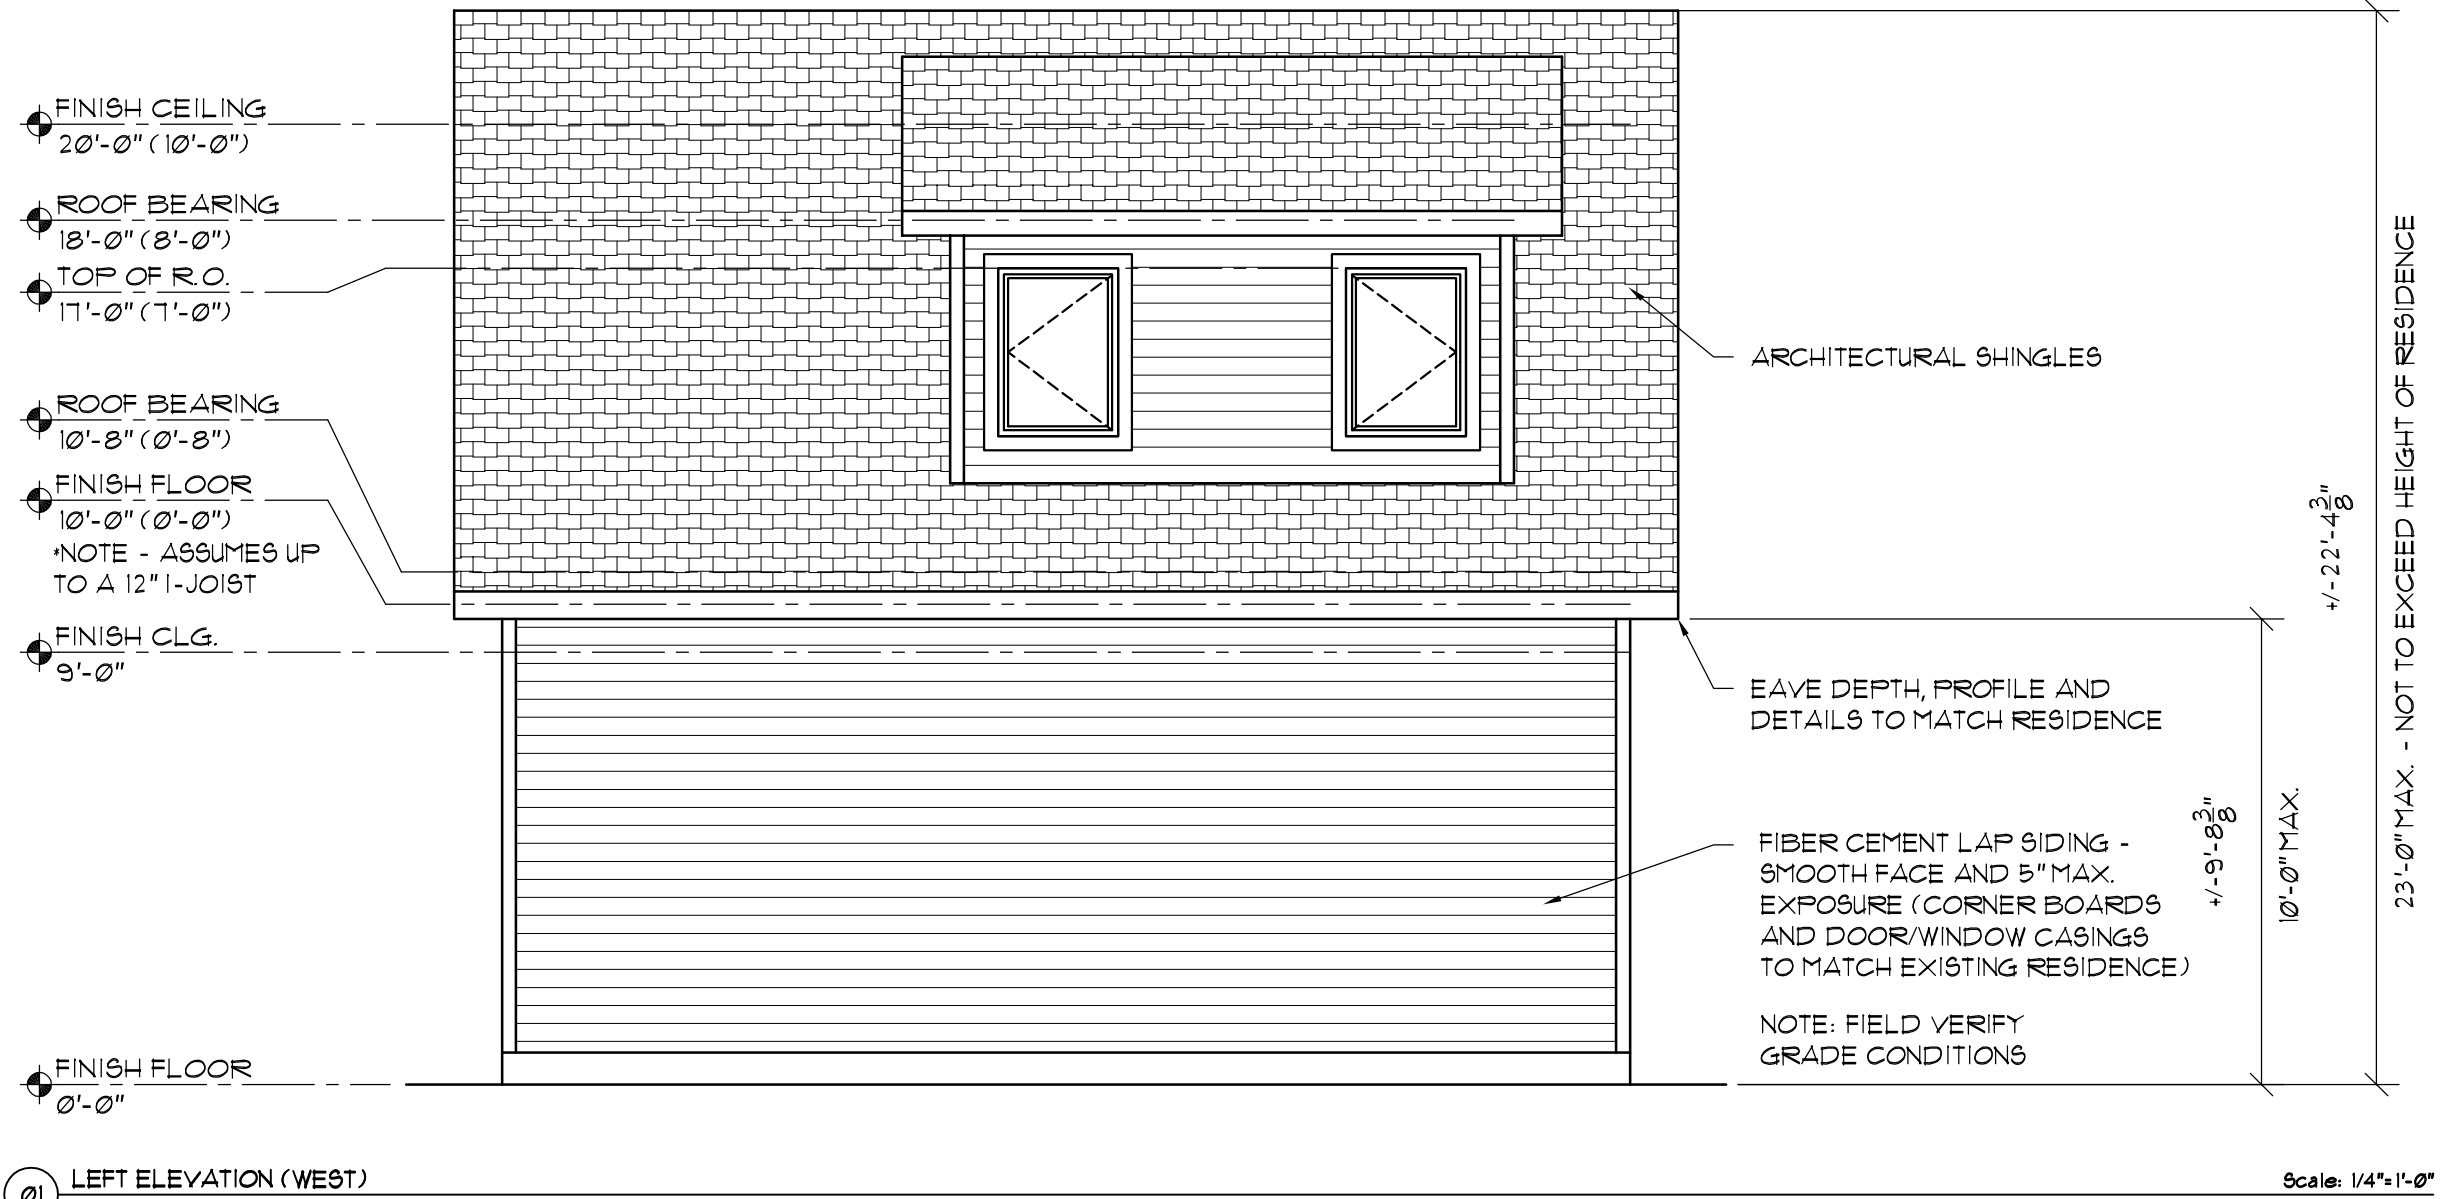 FINISH CEILING
20'-0" (10'-0")
ROOF BEARING
18'-0" (8'-0")
TOP OF R.O.
17'-0" (7'-0")
ROOF BEARING
10'-8" (0'-8")
FINISH FLOOR
10'-0" (0'-0")
*NOTE - ASSUMES UP
TO A 12" I-JOIST
FINISH CLG.
9'-0"
FINISH FLOOR
0'-0"
ARCHITECTURAL SHINGLES
EAVE DEPTH, PROFILE AND
DETAILS TO MATCH RESIDENCE
FIBER CEMENT LAP SIDING -
SMOOTH FACE AND 5" MAX.
EXPOSURE (CORNER BOARDS
AND DOOR/WINDOW CASINGS
TO MATCH EXISTING RESIDENCE)
NOTE: FIELD VERIFY
GRADE CONDITIONS
+/-9'-8 3/8"
10'-0" MAX.
+/-22'-4 3/8"
23'-0" MAX. - NOT TO EXCEED HEIGHT OF RESIDENCE
01
LEFT ELEVATION (WEST)
Scale: 1/4"=1'-0"